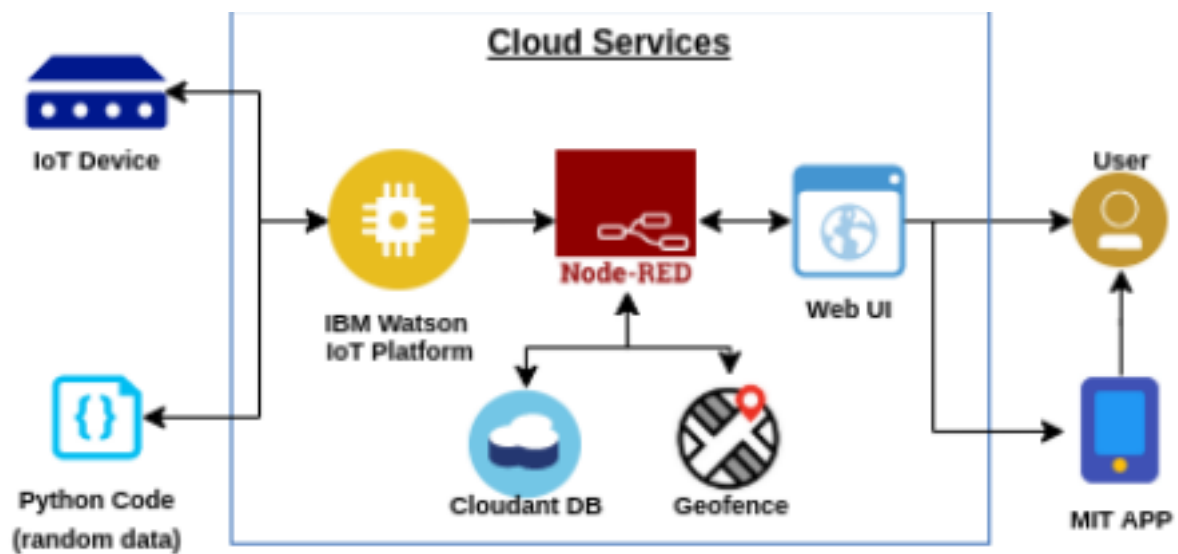 Cloud Services
IoT Device
User
Node-RED
Web UI
IBM Watson
IoT Platform
{}
Python Code
(random data)
Cloudant DB
Geofence
MIT APP